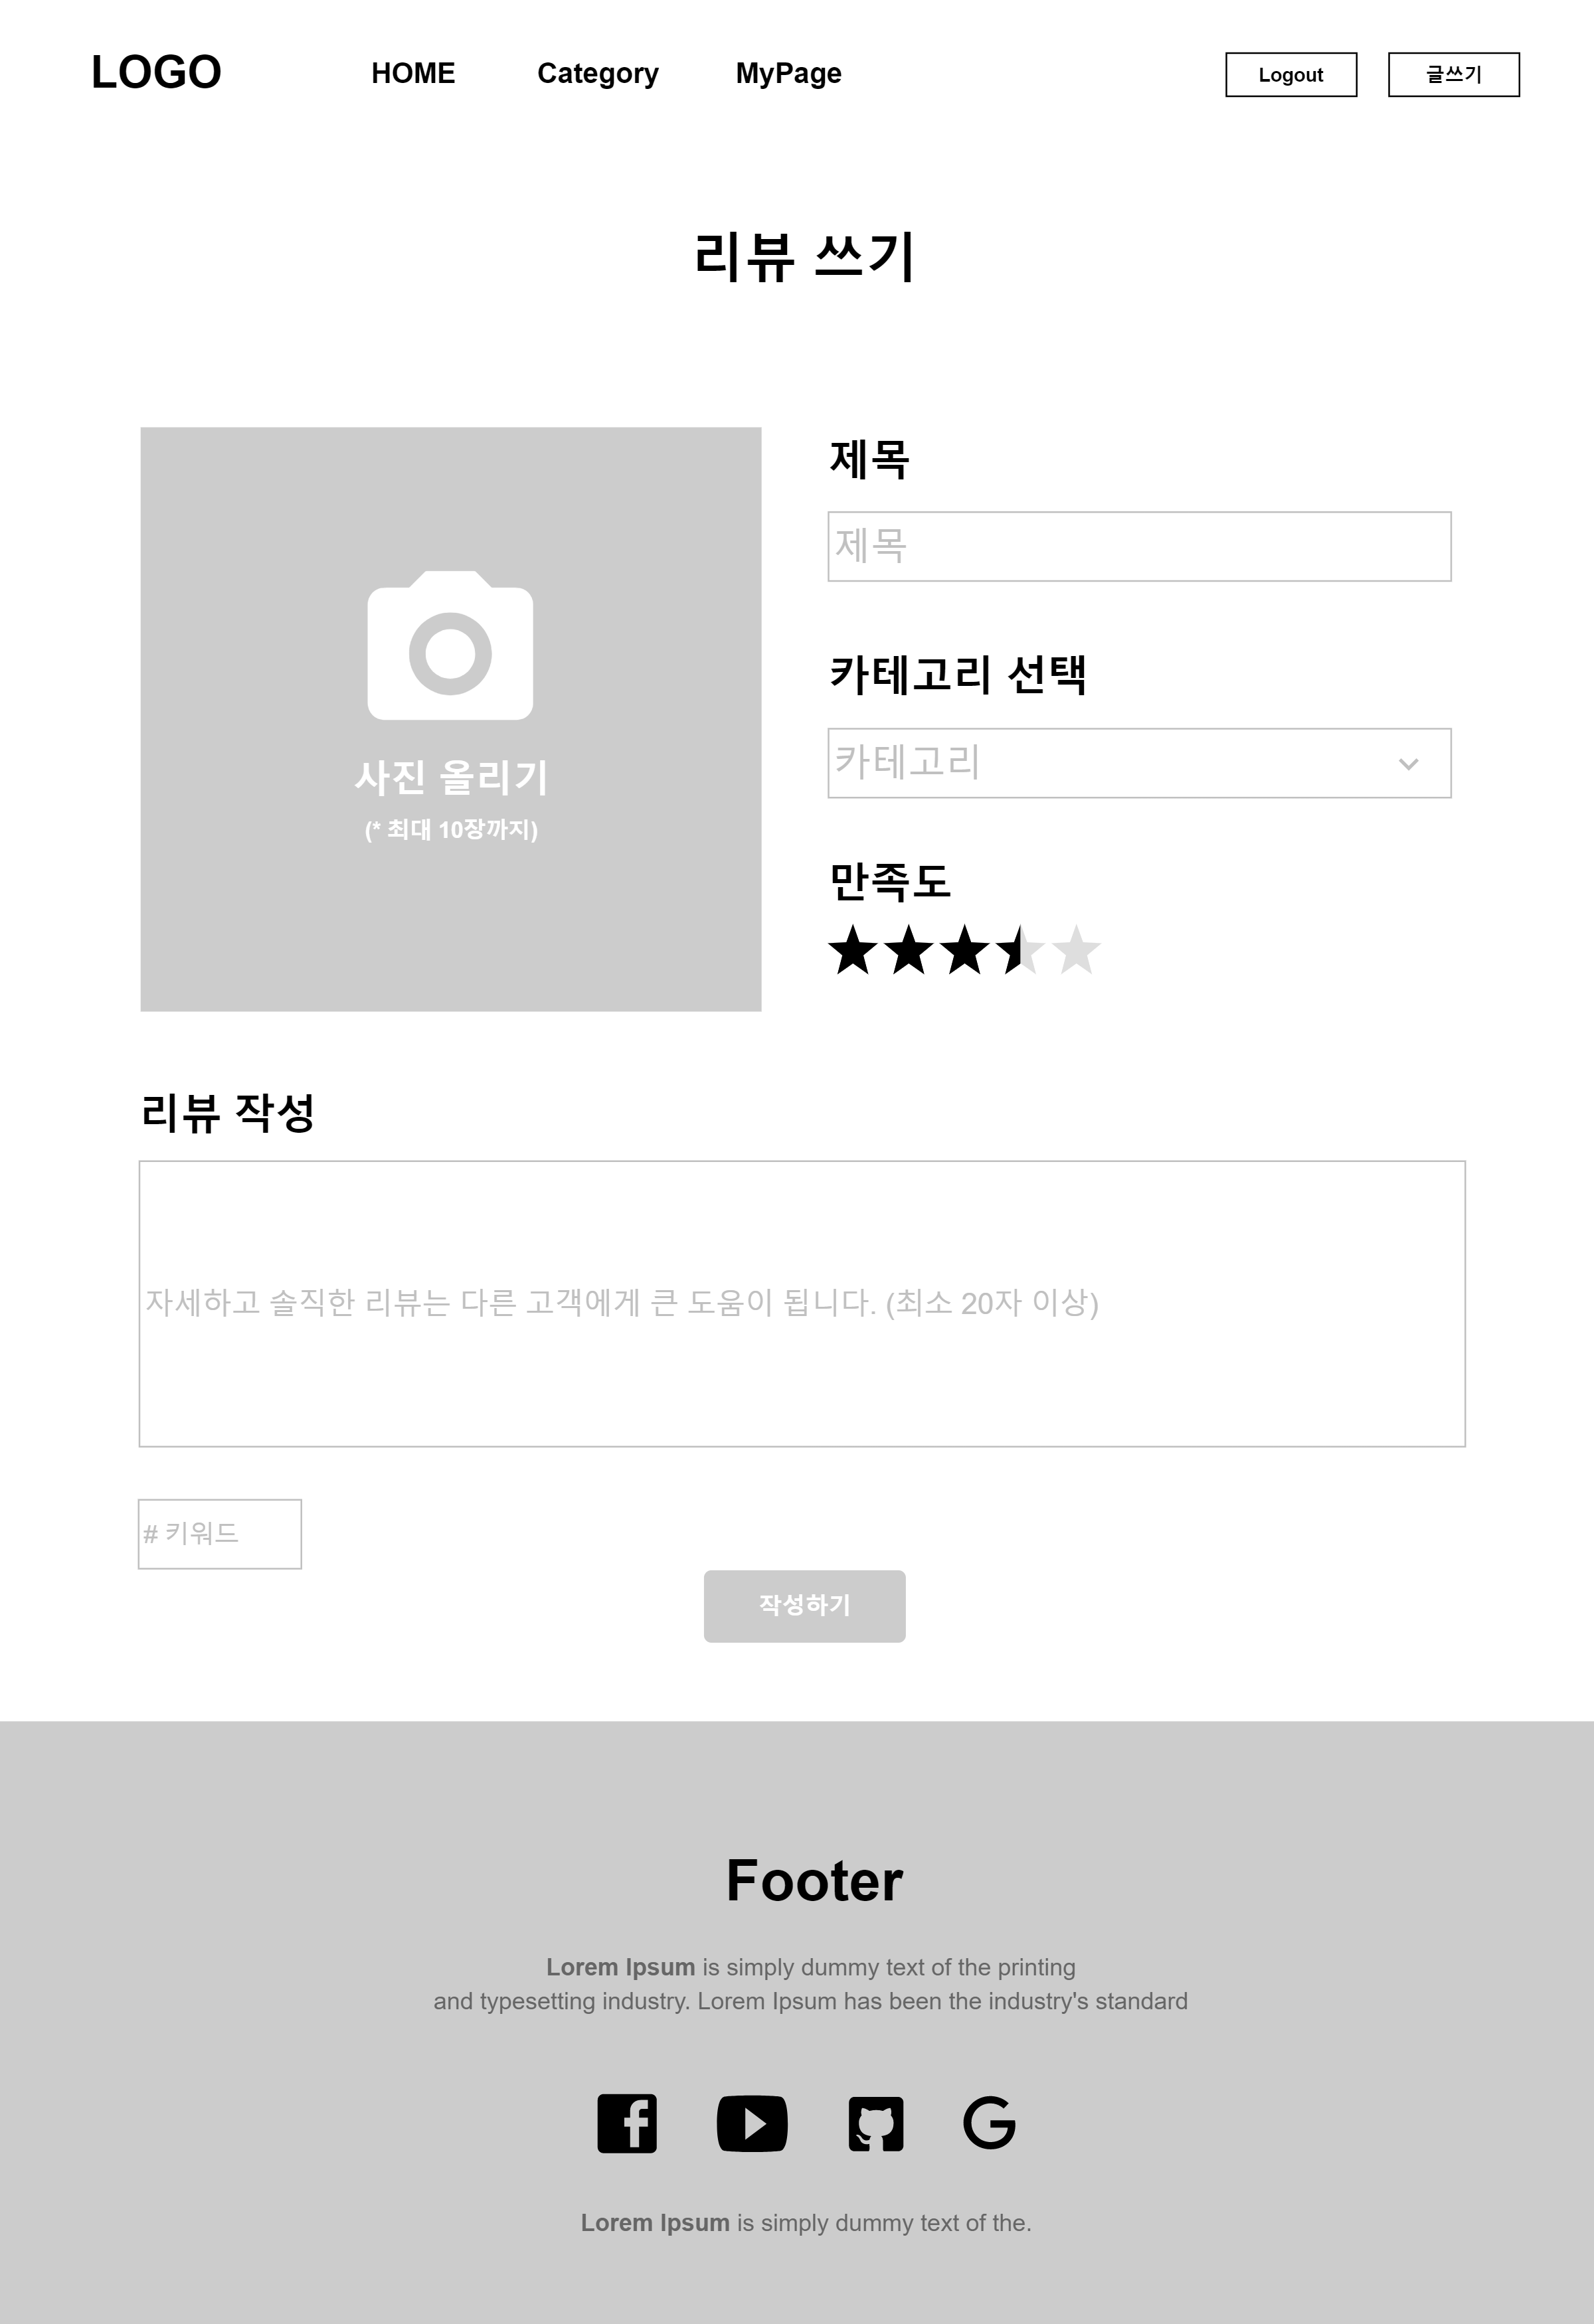 LOGO
HOME
Category
MyPage
Logout
글쓰기
리뷰 쓰기
사진 올리기
(* 최대 10장까지)
제목
제목
카테고리 선택
카테고리
만족도
리뷰 작성
자세하고 솔직한 리뷰는 다른 고객에게 큰 도움이 됩니다. (최소 20자 이상)
# 키워드
작성하기
Footer
Lorem Ipsum is simply dummy text of the printing
and typesetting industry. Lorem Ipsum has been the industry's standard
Lorem Ipsum is simply dummy text of the.